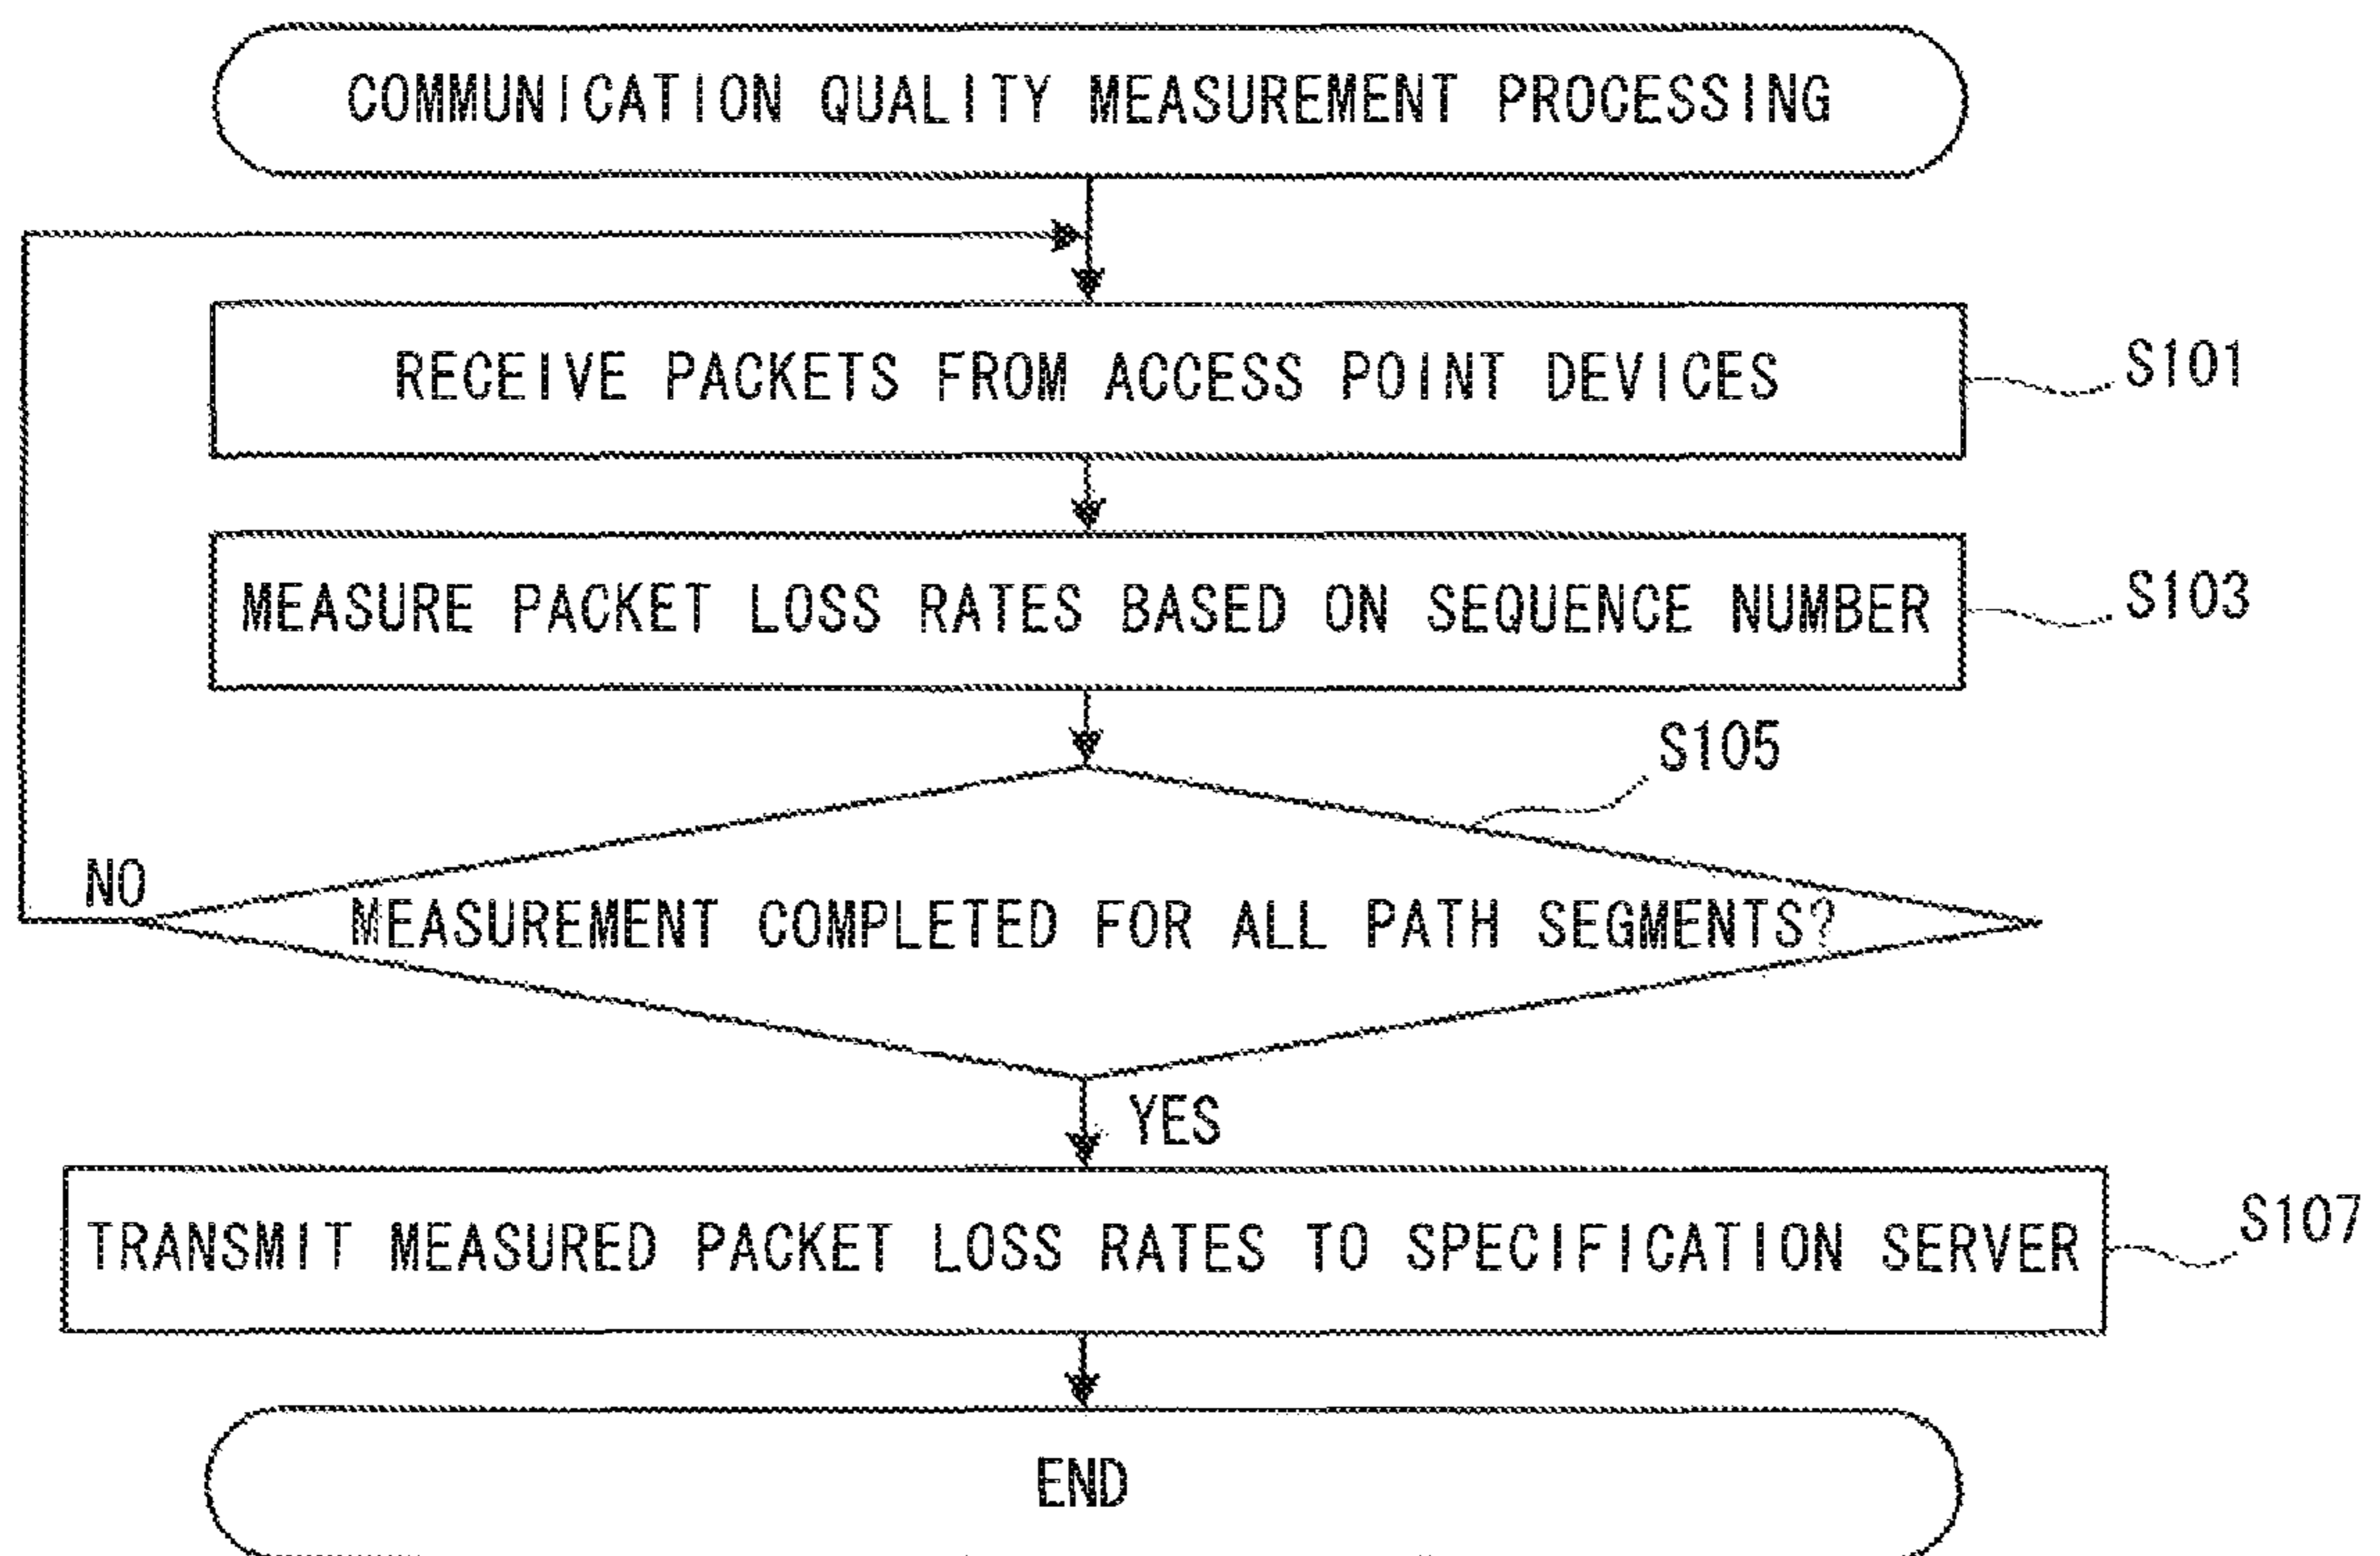 COMMUNICATION QUALITY MEASUREMENT PROCESSING
RECEIVE PACKETS FROM ACCESS POINT DEVICES
S101
MEASURE PACKET LOSS RATES BASED ON SEQUENCE NUMBER
S103
S105
NO
MEASUREMENT COMPLETED FOR ALL PATH SEGMENTS?
YES
TRANSMIT MEASURED PACKET LOSS RATES TO SPECIFICATION SERVER
S107
END